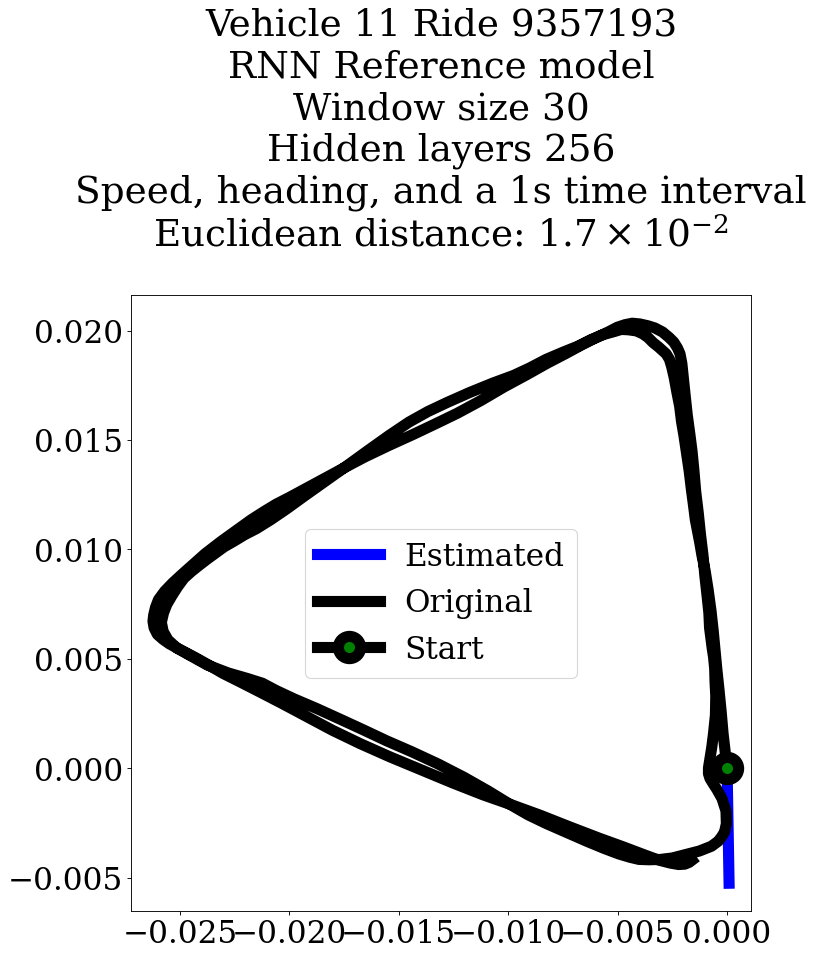 Vehicle 11 Ride 9357193
RNN Reference model
Window size 30
Hidden layers 256
Speed, heading, and a 1s time interval
Euclidean distance: 1.7 × 10⁻²
0.020
0.015
0.010
0.005
0.000
−0.005
Estimated
Original
Start
−0.025 −0.020 −0.015 −0.010 −0.005 0.000